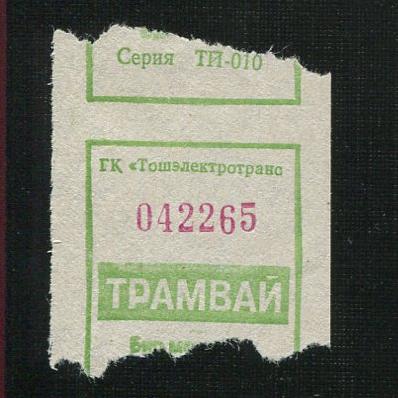 Серия ТИ-010
ГК «Тошэлектротранс
042265
ТРАМВАЙ